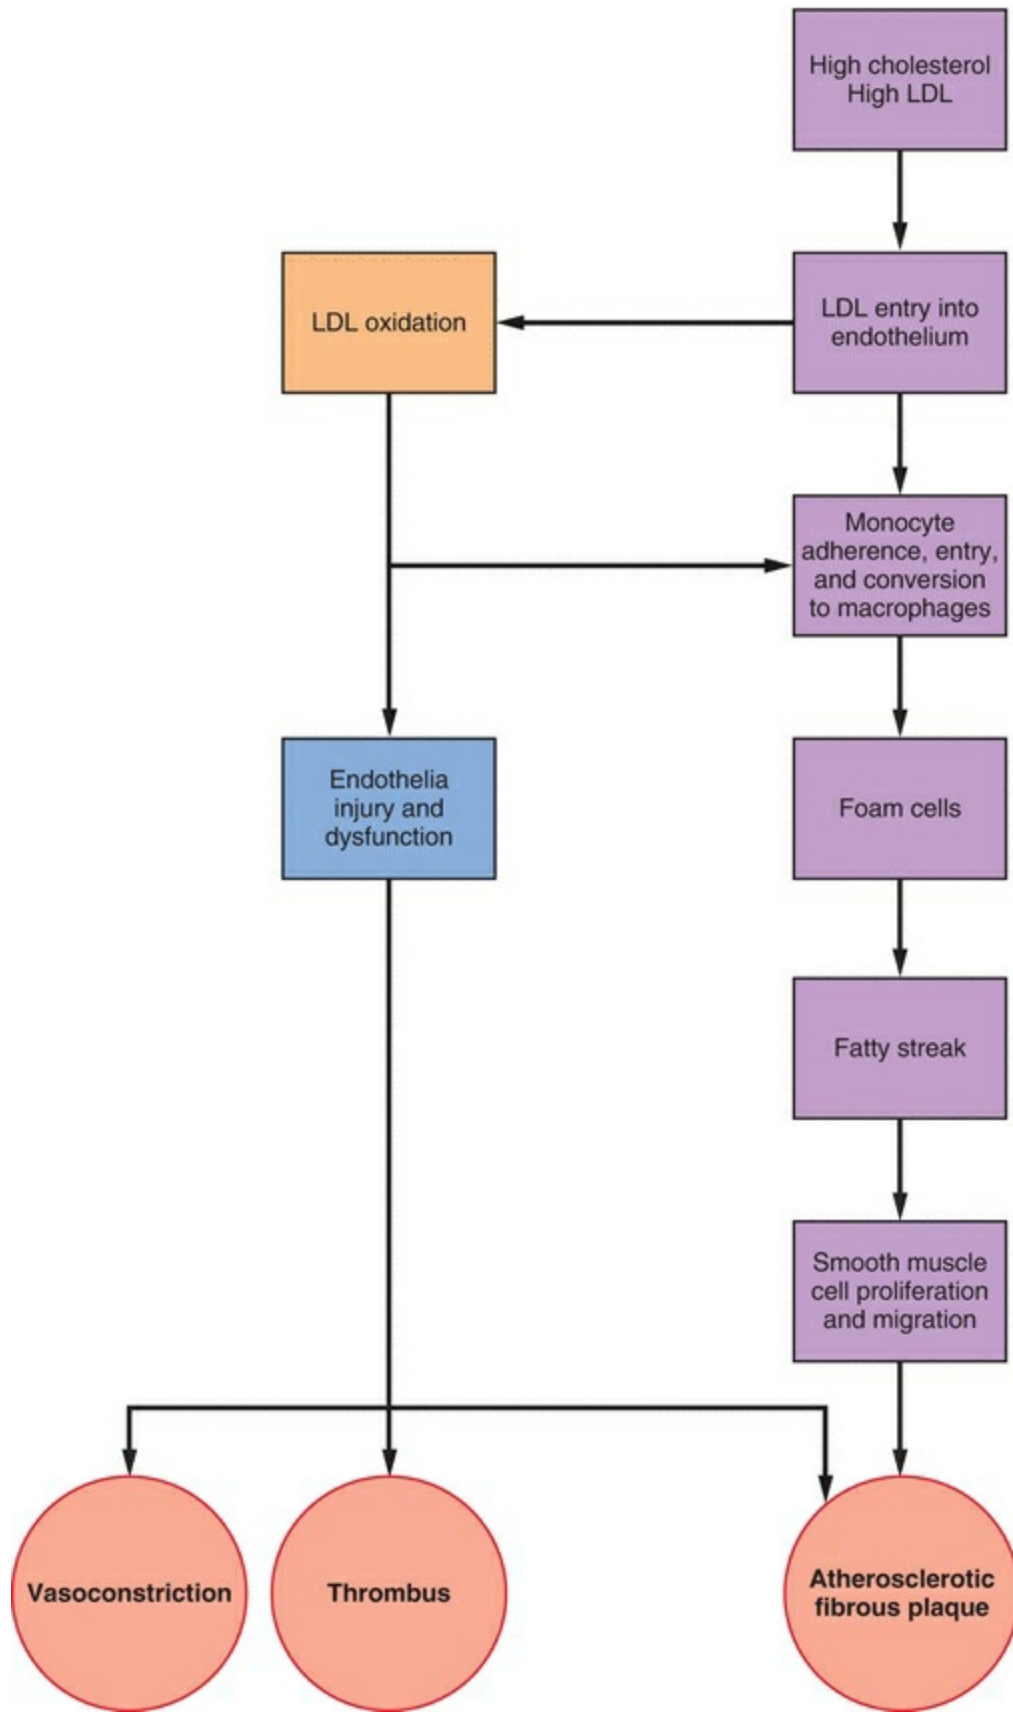 High cholesterol
High LDL
LDL oxidation
LDL entry into
endothelium
Monocyte
adherence, entry,
and conversion
to macrophages
Endothelia
injury and
dysfunction
Foam cells
Fatty streak
Smooth muscle
cell proliferation
and migration
Vasoconstriction
Thrombus
Atherosclerotic
fibrous plaque